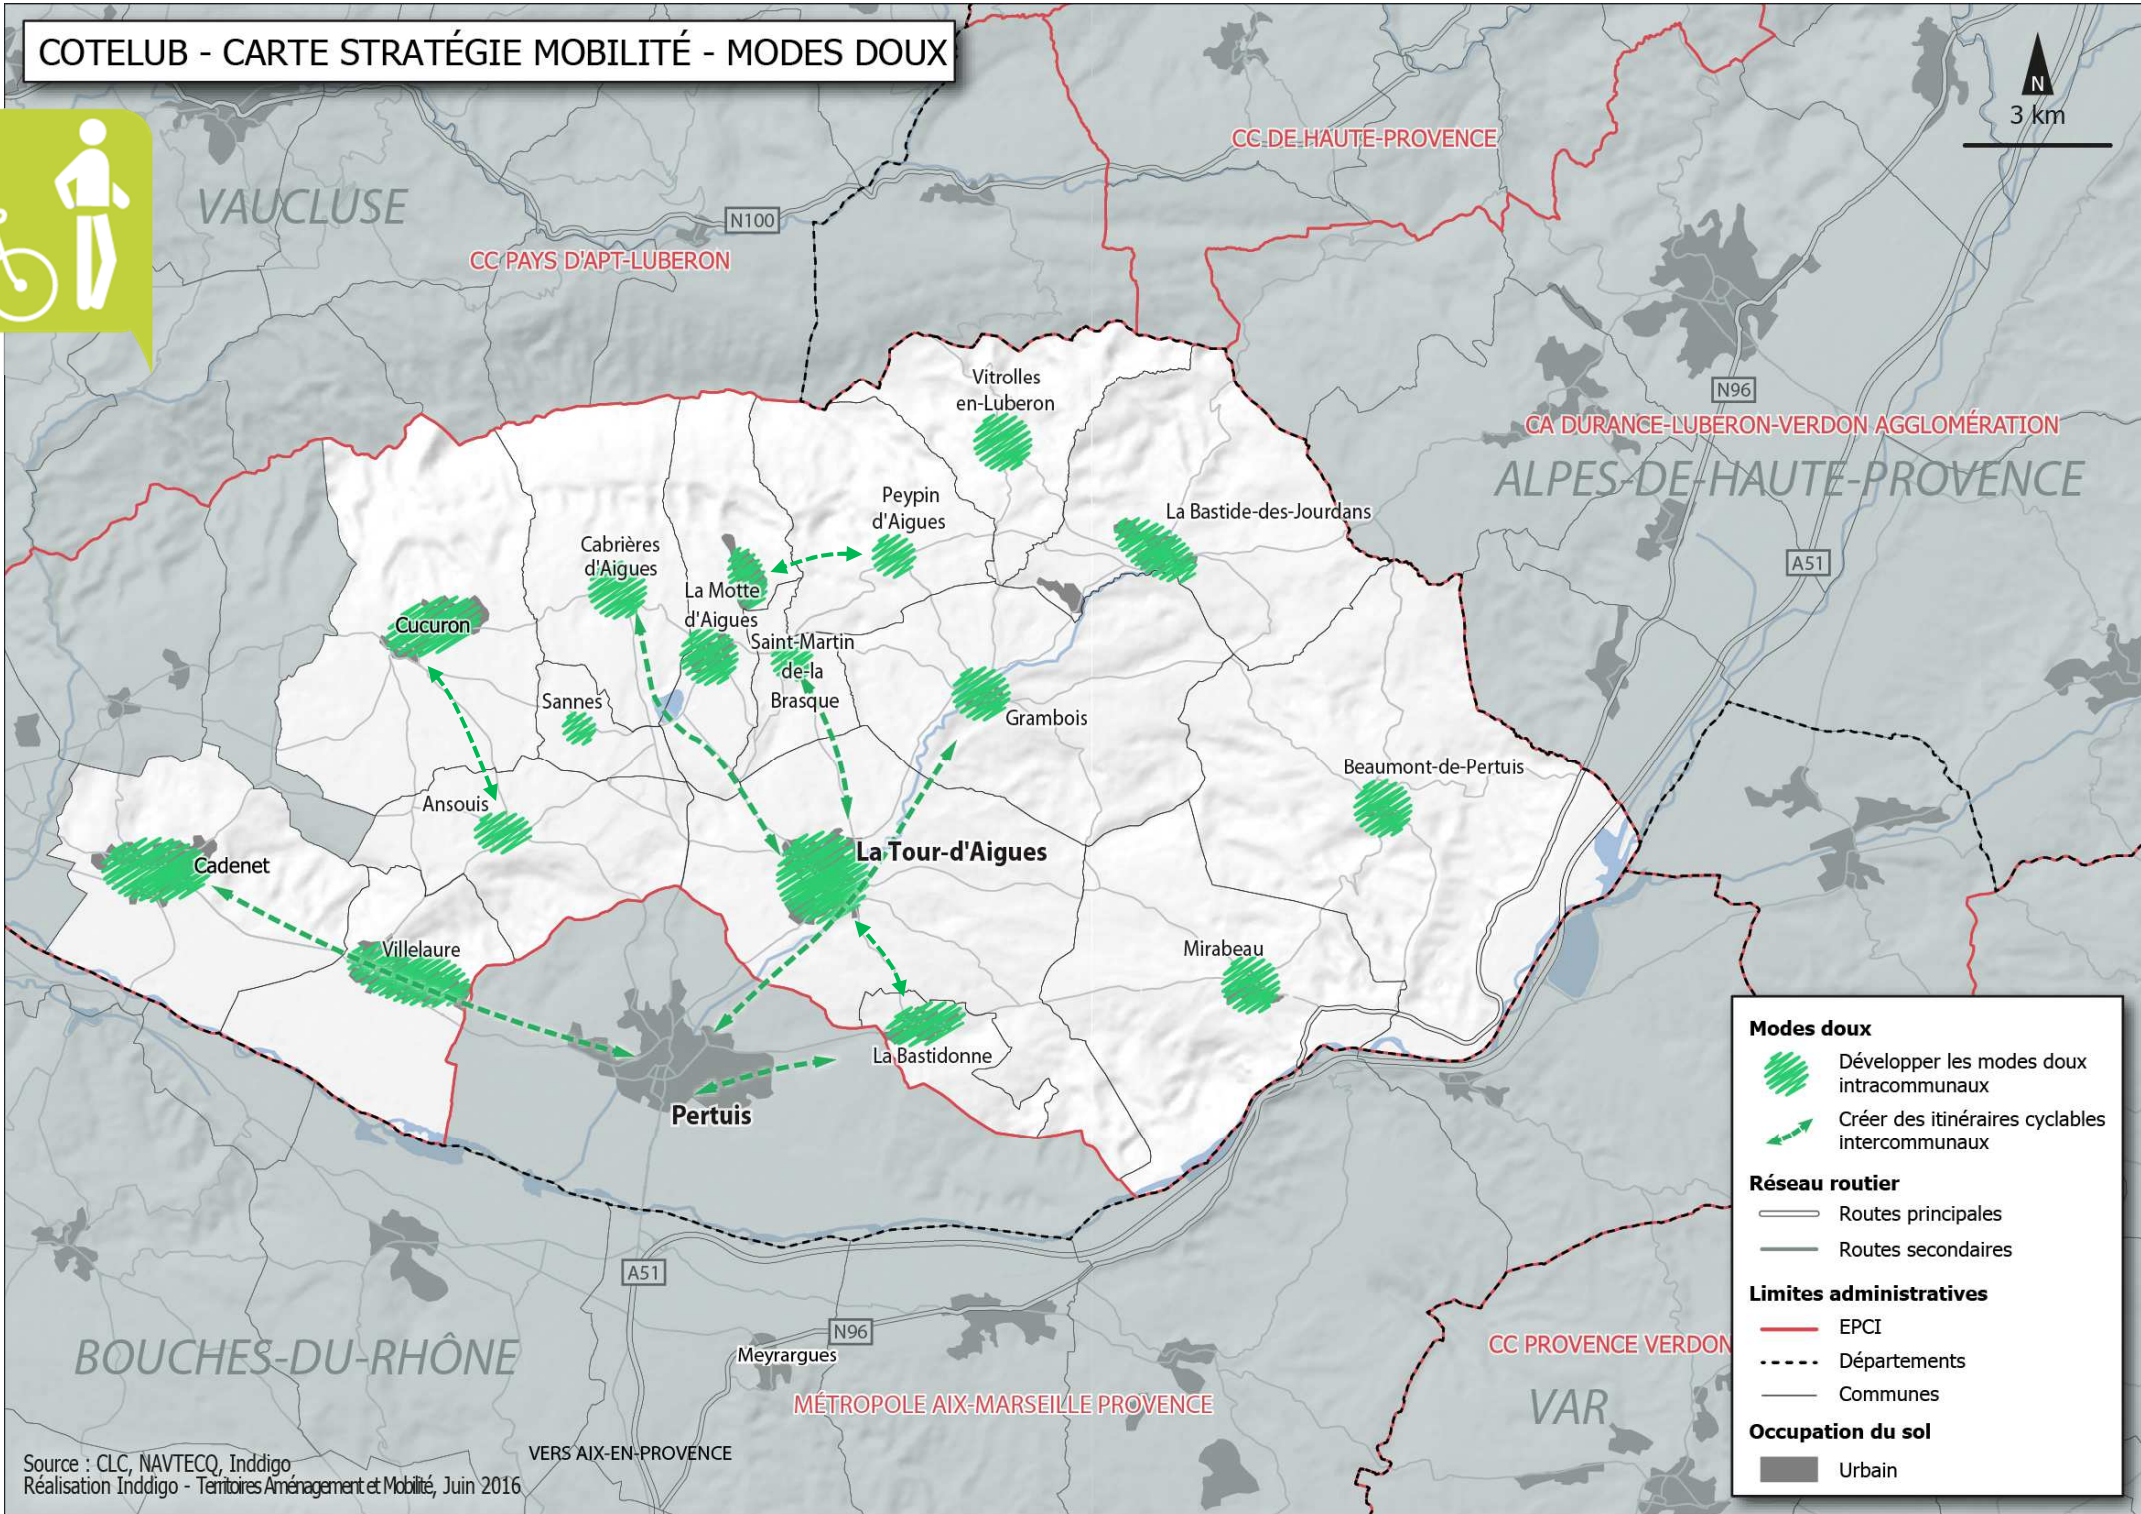 COTELUB - CARTE STRATÉGIE MOBILITÉ - MODES DOUX
N
3 km
CC DE HAUTE-PROVENCE
VAUCLUSE
N100
CC PAYS D'APT-LUBERON
Vitrolles
en-Luberon
N96
CA DURANCE-LUBERON-VERDON AGGLOMÉRATION
ALPES-DE-HAUTE-PROVENCE
Peypin
d'Aigues
La Bastide-des-Jourdans
Cabrières
d'Aigues
A51
La Motte
d'Aigues
Cucuron
Saint-Martin
de-la
Brasque
Sannes
Grambois
Beaumont-de-Pertuis
Ansouis
La Tour-d'Aigues
Cadenet
Villelaure
Mirabeau
La Bastidonne
Pertuis
Modes doux
Développer les modes doux
intracommunaux
Créer des itinéraires cyclables
intercommunaux
Réseau routier
Routes principales
Routes secondaires
Limites administratives
EPCI
Départements
Communes
Occupation du sol
Urbain
A51
N96
Meyrargues
BOUCHES-DU-RHÔNE
CC PROVENCE VERDON
MÉTROPOLE AIX-MARSEILLE PROVENCE
VAR
VERS AIX-EN-PROVENCE
Source : CLC, NAVTECQ, Inddigo
Réalisation Inddigo - Territoires Aménagement et Mobilité, Juin 2016